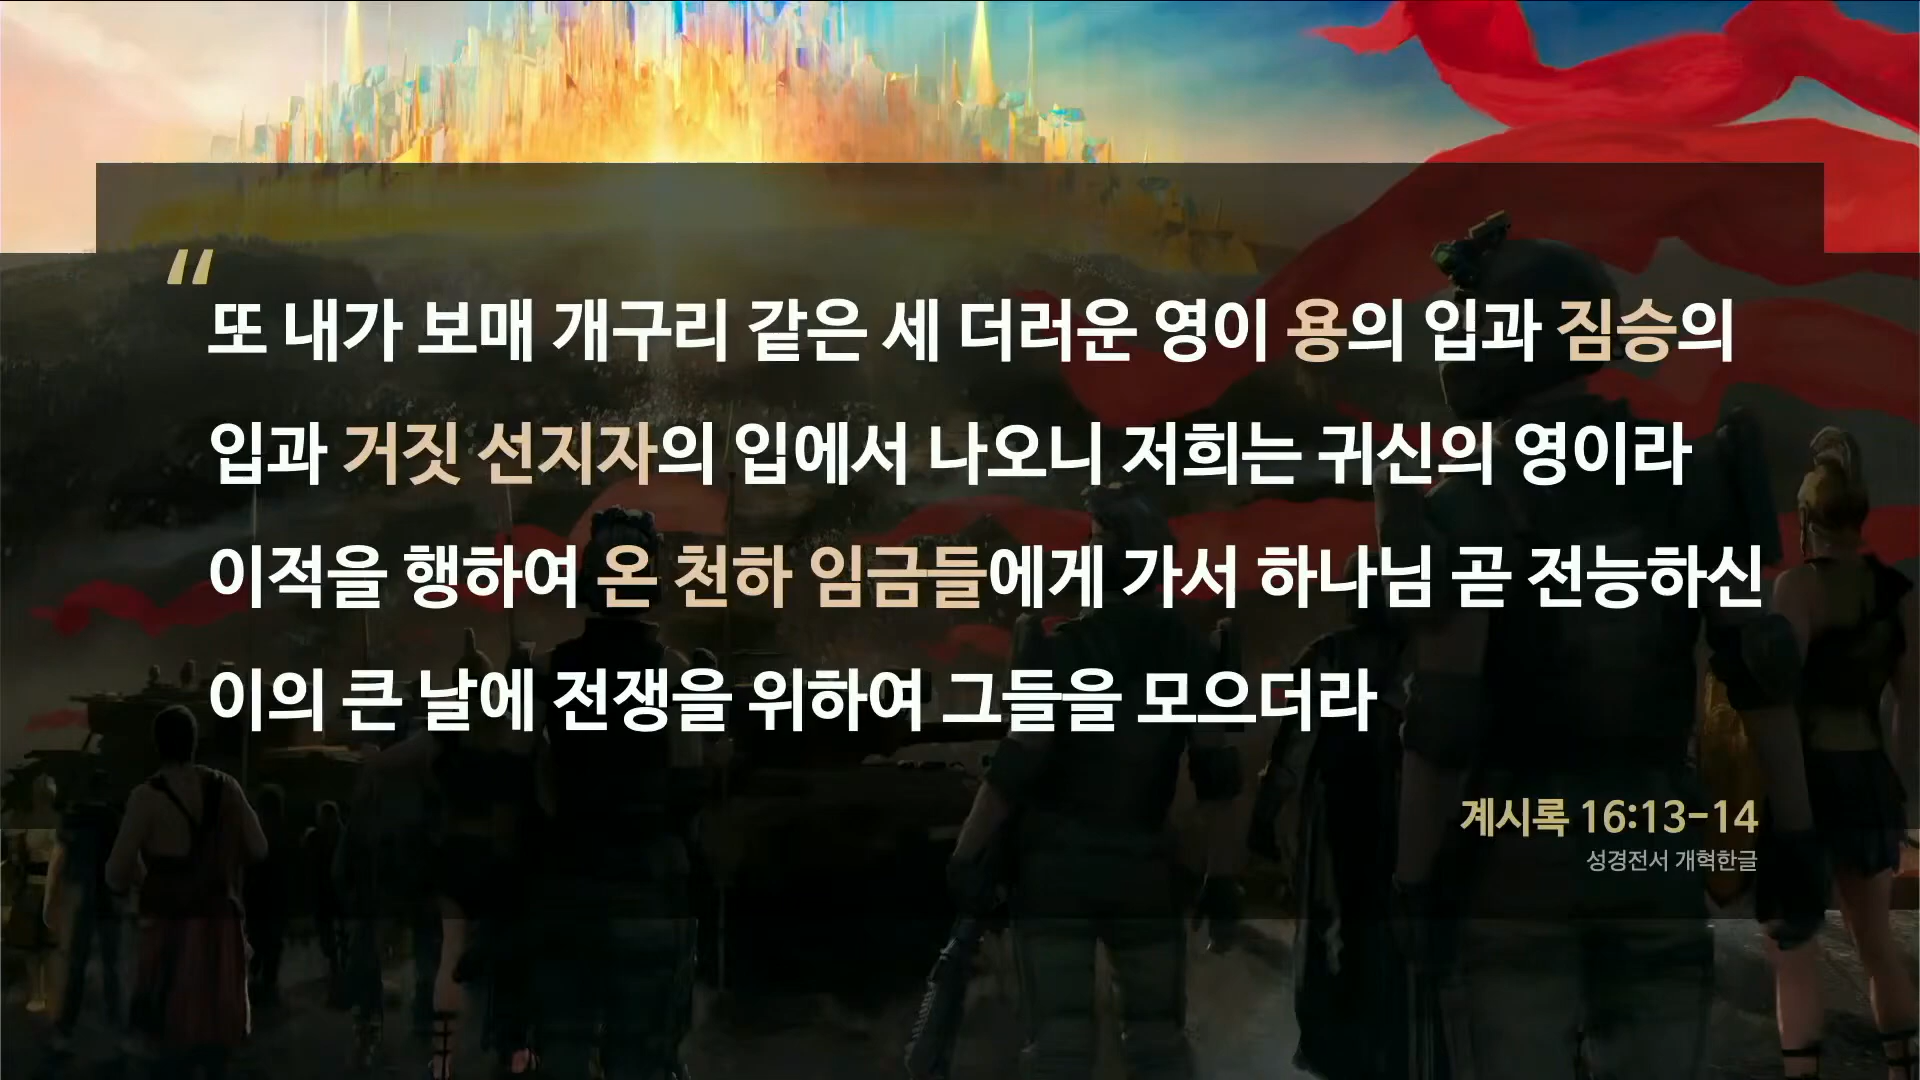 “
또 내가 보매 개구리 같은 세 더러운 영이 용의 입과 짐승의
입과 거짓 선지자의 입에서 나오니 저희는 귀신의 영이라
이적을 행하여 온 천하 임금들에게 가서 하나님 곧 전능하신
이의 큰 날에 전쟁을 위하여 그들을 모으더라
계시록 16:13-14
성경전서 개혁한글